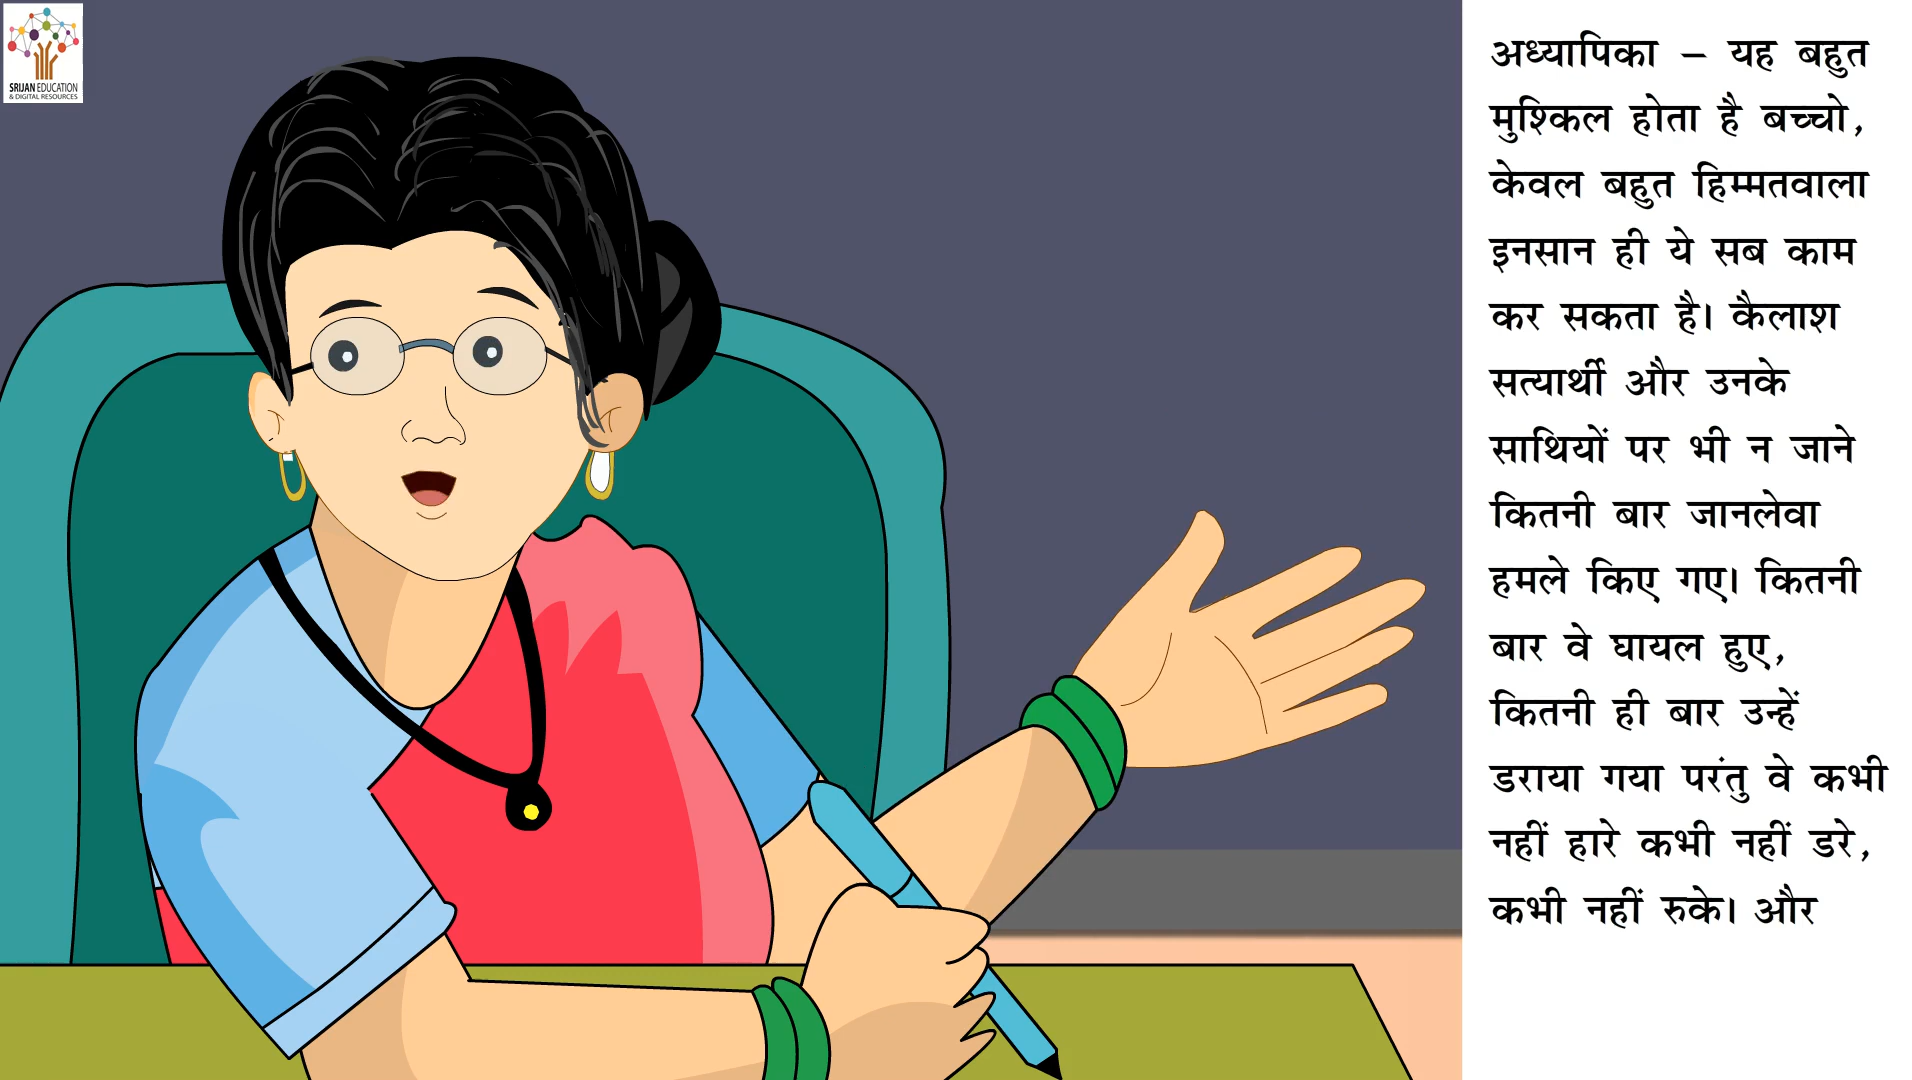 SRIJAN EDUCATION
& DIGITAL RESOURCES
अध्यापिका – यह बहुत
मुश्किल होता है बच्चो,
केवल बहुत हिम्मतवाला
इनसान ही ये सब काम
कर सकता है। कैलाश
सत्यार्थी और उनके
साथियों पर भी न जाने
कितनी बार जानलेवा
हमले किए गए। कितनी
बार वे घायल हुए,
कितनी ही बार उन्हें
डराया गया परंतु वे कभी
नहीं हारे कभी नहीं डरे,
कभी नहीं रुके। और